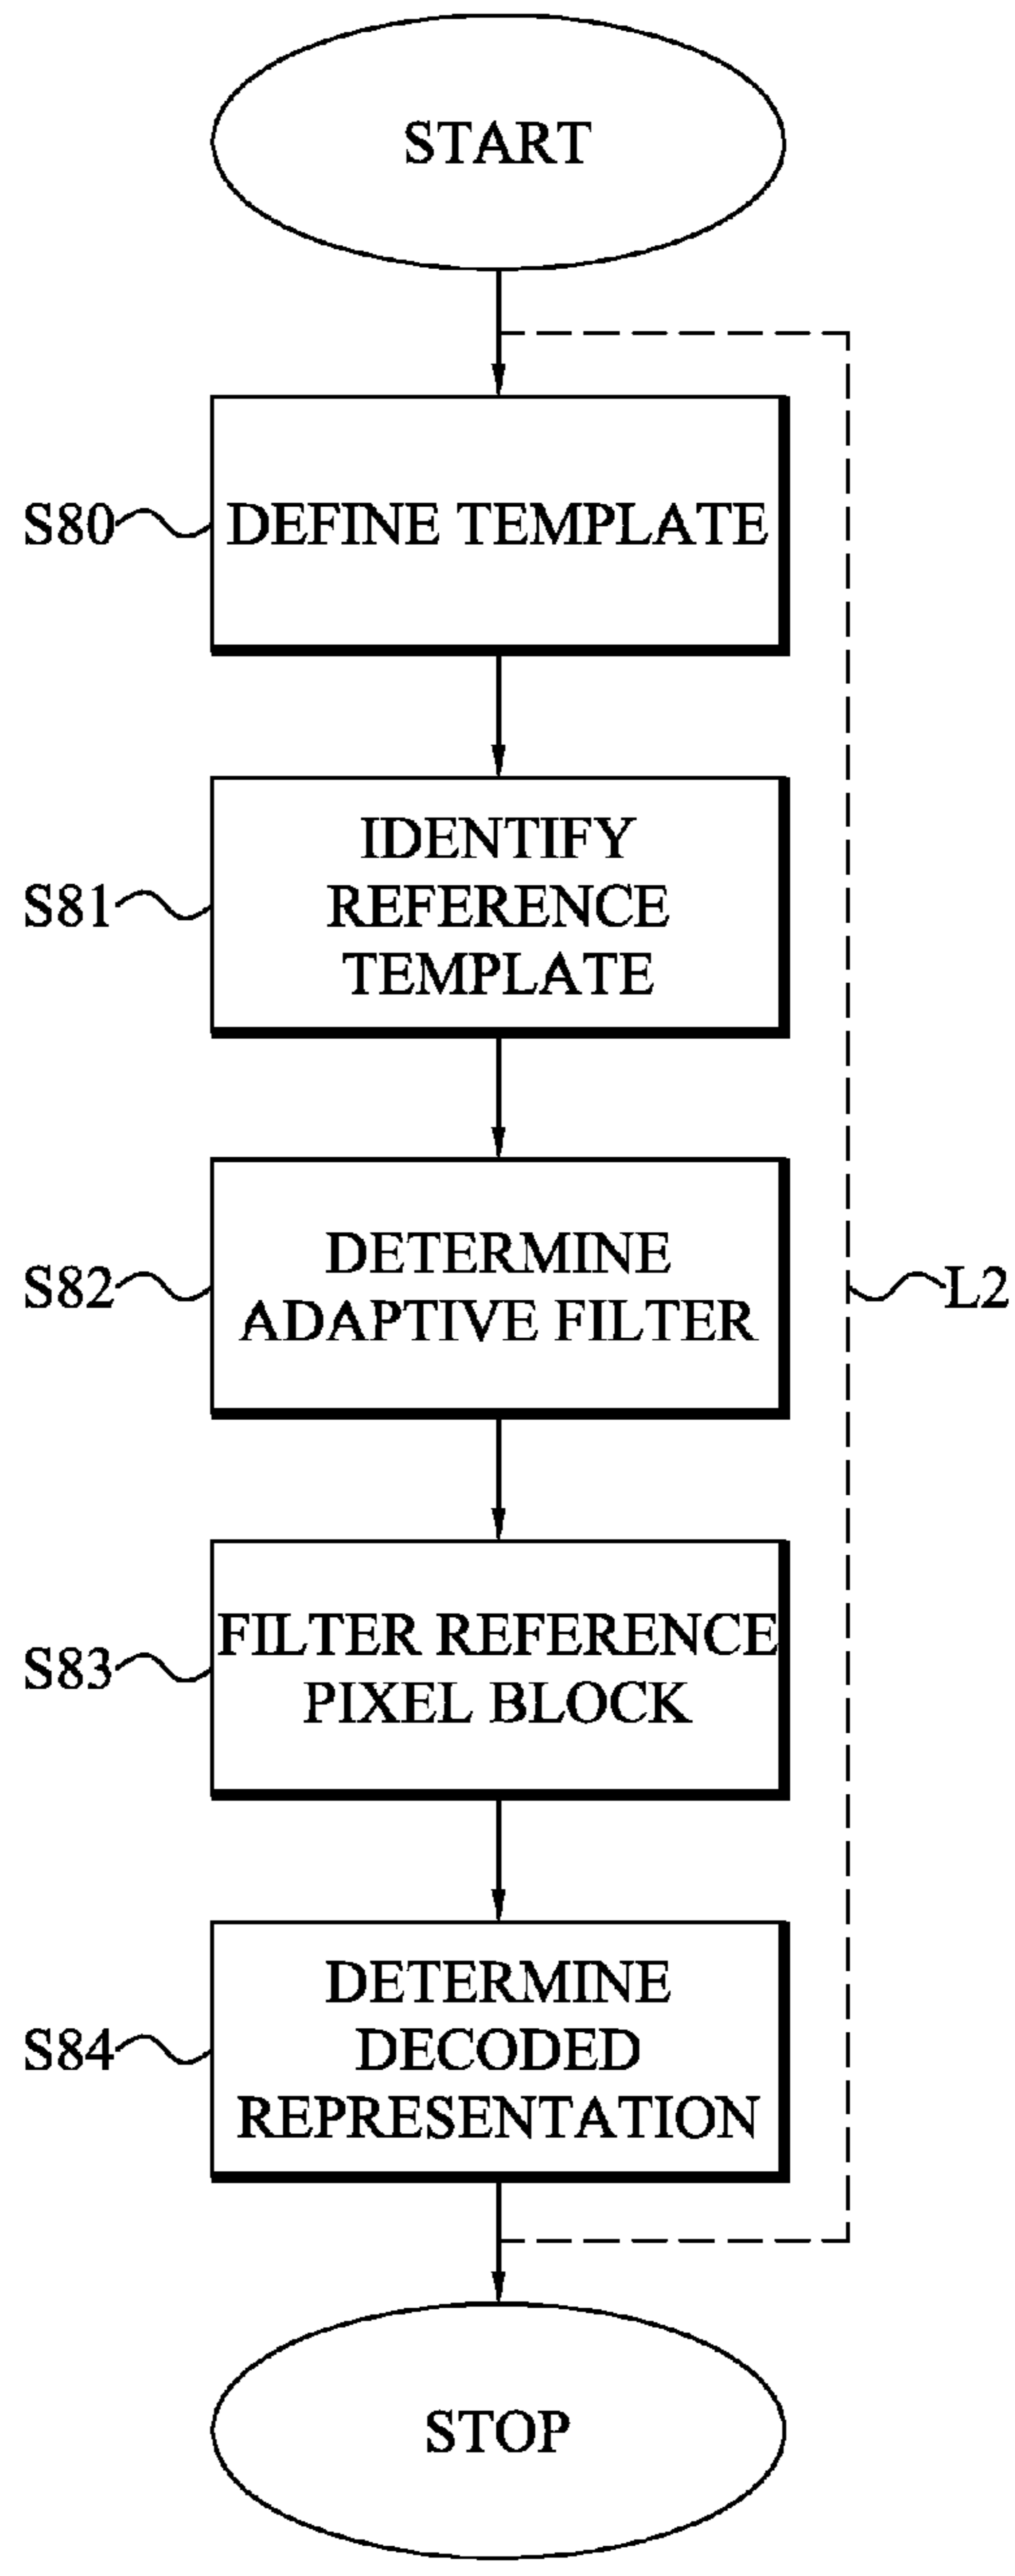 START
S80
DEFINE TEMPLATE
S81
IDENTIFY
REFERENCE
TEMPLATE
S82
DETERMINE
ADAPTIVE FILTER
L2
S83
FILTER REFERENCE
PIXEL BLOCK
S84
DETERMINE
DECODED
REPRESENTATION
STOP